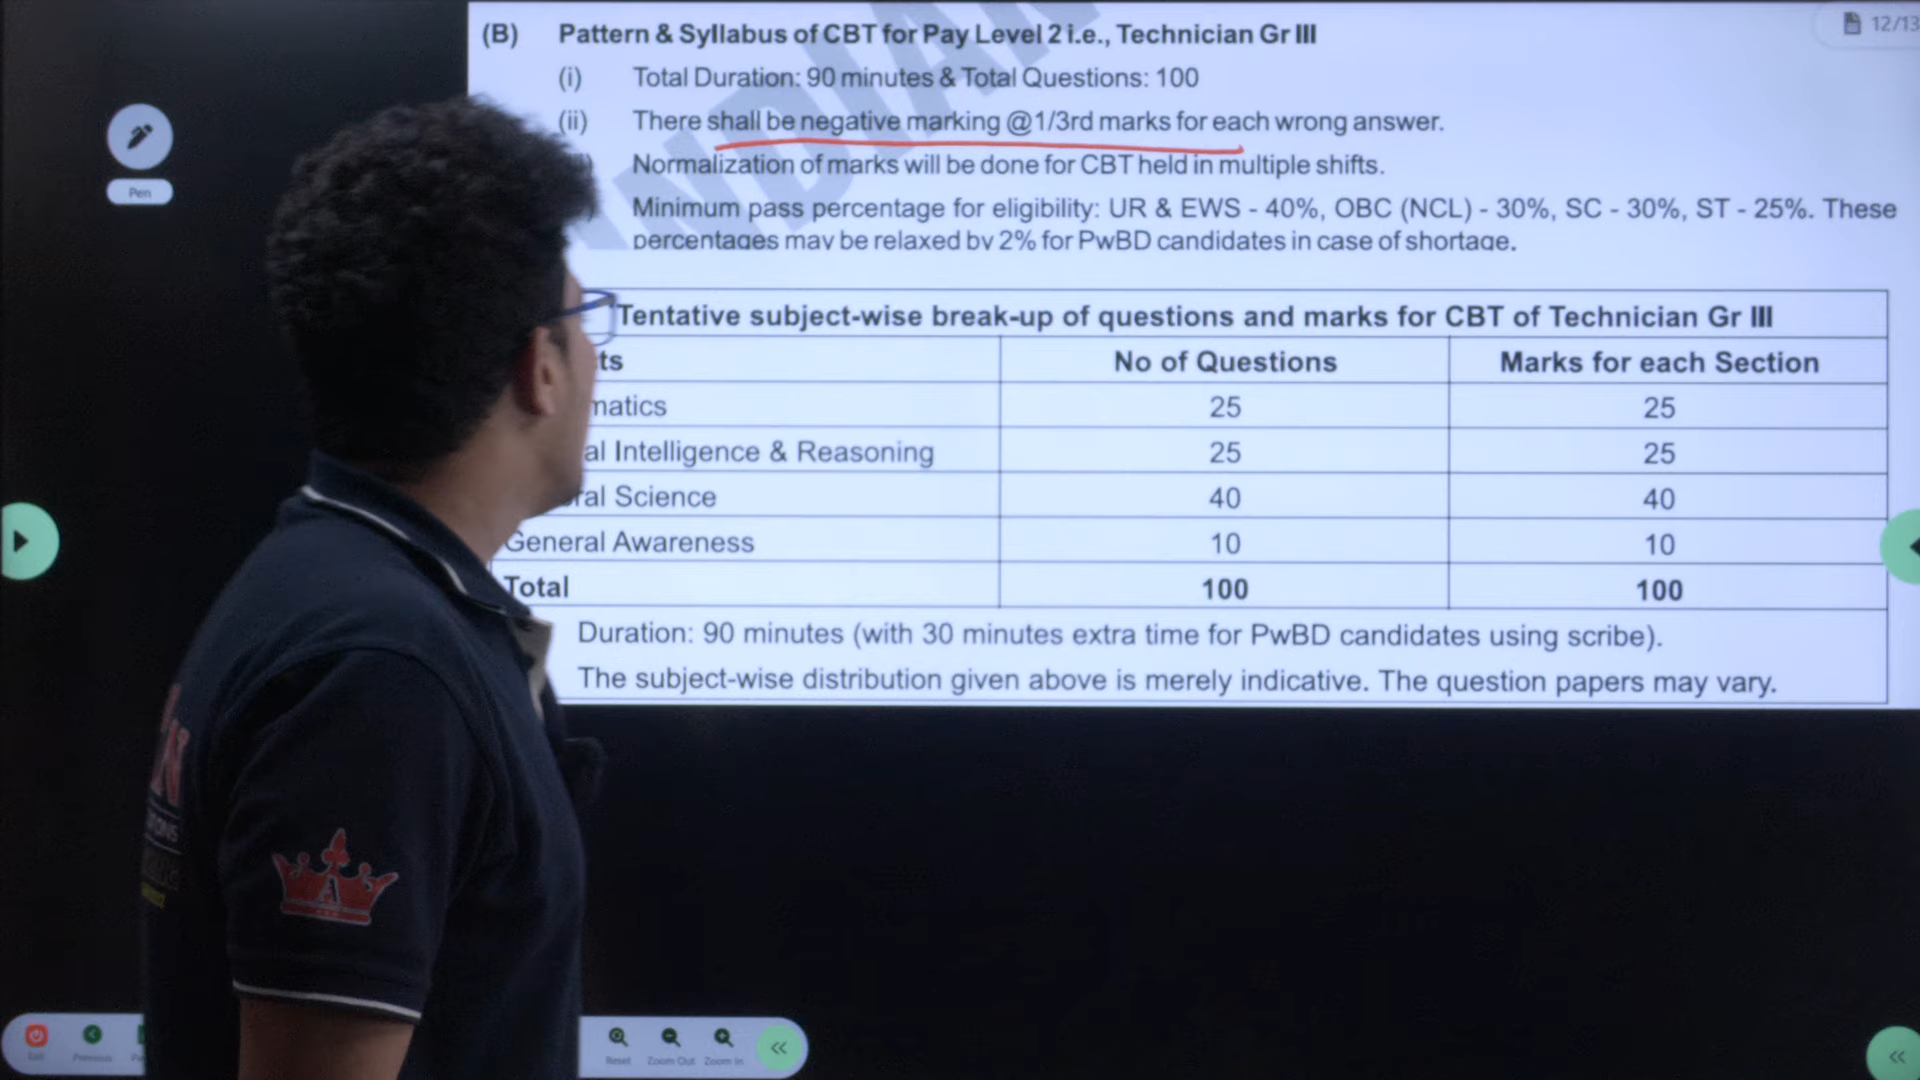 (B) Pattern & Syllabus of CBT for Pay Level 2 i.e., Technician Gr III
12/13
(i) Total Duration: 90 minutes & Total Questions: 100
(ii) There shall be negative marking @1/3rd marks for each wrong answer.
Normalization of marks will be done for CBT held in multiple shifts.
Minimum pass percentage for eligibility: UR & EWS - 40%, OBC (NCL) - 30%, SC - 30%, ST - 25%. These
percentages may be relaxed by 2% for PwBD candidates in case of shortage.
Pen
Tentative subject-wise break-up of questions and marks for CBT of Technician Gr III
ts No of Questions Marks for each Section
matics 25 25
al Intelligence & Reasoning 25 25
ral Science 40 40
General Awareness 10 10
Total 100 100
Duration: 90 minutes (with 30 minutes extra time for PwBD candidates using scribe).
The subject-wise distribution given above is merely indicative. The question papers may vary.
A
Exit Previous Reset Zoom Out Zoom In